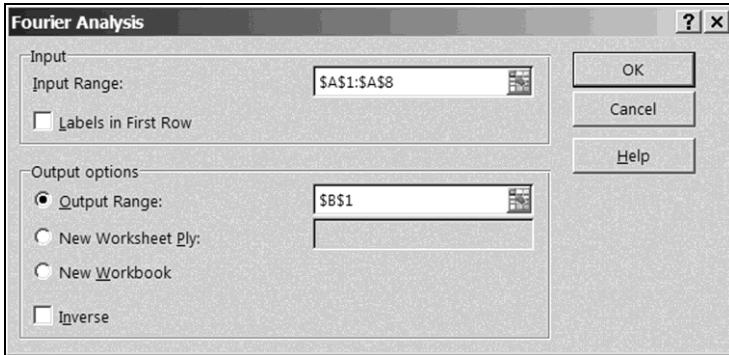 Fourier Analysis
Input
Input Range: $A$1:$A$8
Labels in First Row
Output options
Output Range: $B$1
New Worksheet Ply:
New Workbook
Inverse
OK
Cancel
Help